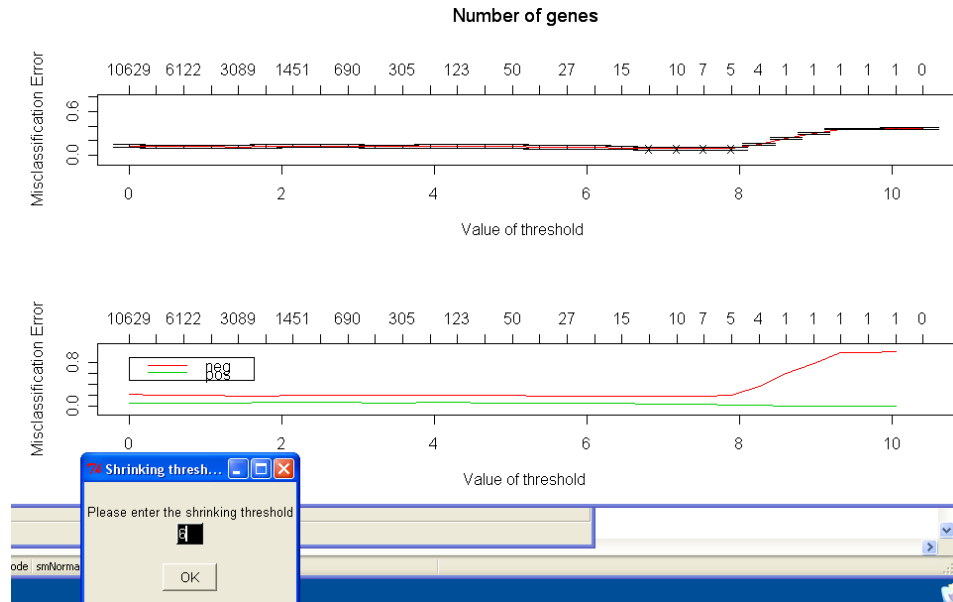 Number of genes
10629 6122 3089 1451 690 305 123 50 27 15 10 7 5 4 1 1 1 1 1 0
Misclassification Error
0.6
0.0
0 2 4 6 8 10
Value of threshold
10629 6122 3089 1451 690 305 123 50 27 15 10 7 5 4 1 1 1 1 1 0
Misclassification Error
0.8
0.0
neg
pos
0 2 4 6 8 10
Value of threshold
Shrinking thresh...
Please enter the shrinking threshold
6
OK
ode smNorma